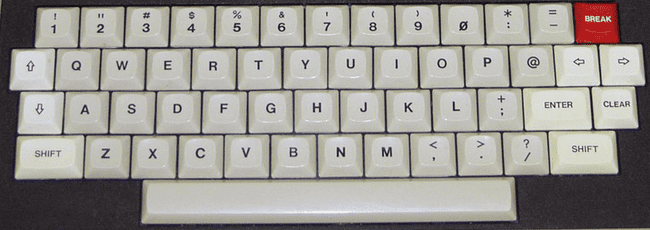 ! " # $ % & ' ( ) * =
1 2 3 4 5 6 7 8 9 Ø : - BREAK
⇧ Q W E R T Y U I O P @ ⇦ ⇨
+
⇩ A S D F G H J K L ; ENTER CLEAR
< > ?
SHIFT Z X C V B N M , . / SHIFT